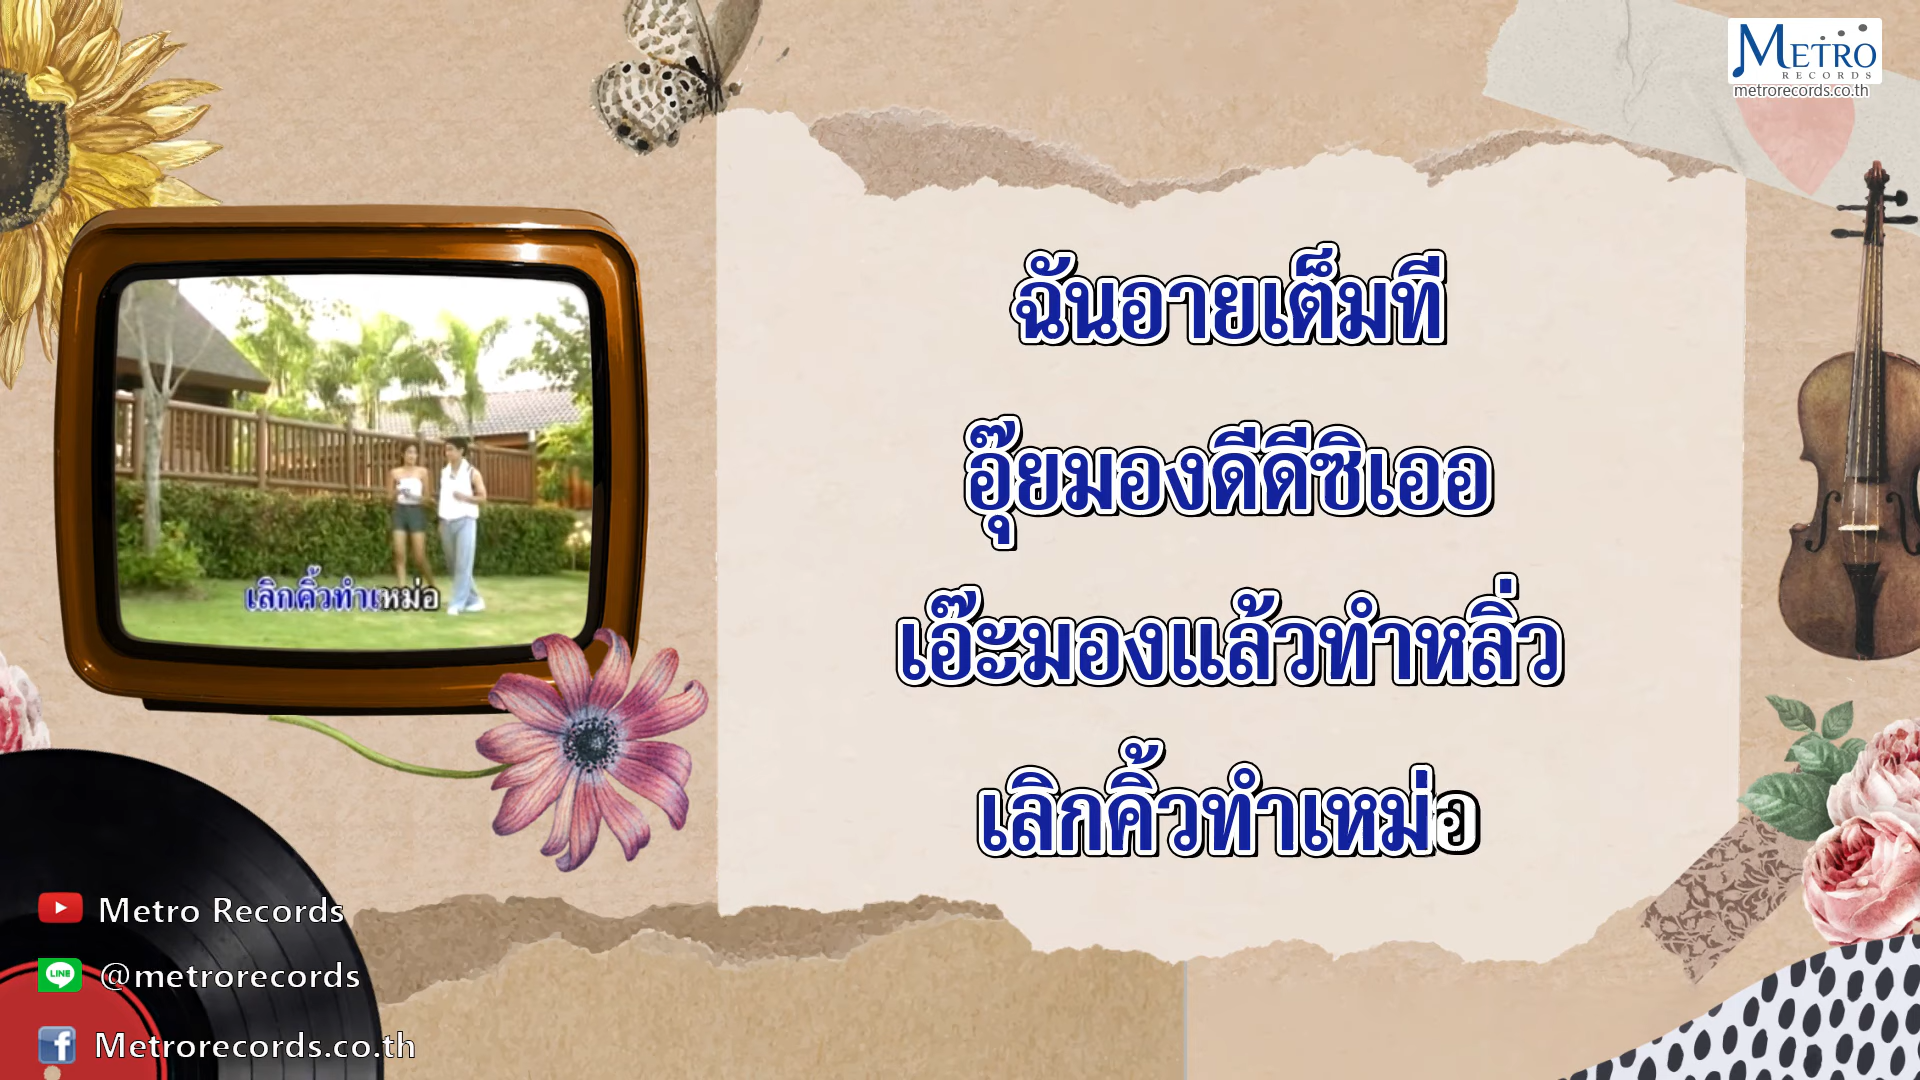 METRO
RECORDS
metrorecords.co.th
ฉันอายเต็มที
อุ๊ยมองดีดีซิเออ
เอ๊ะมองแล้วทำหลิ่ว
เลิกคิ้วทำเหม่อ
เลิกคิ้วทำเหม่อ
Metro Records
LINE
@metrorecords
f
Metrorecords.co.th